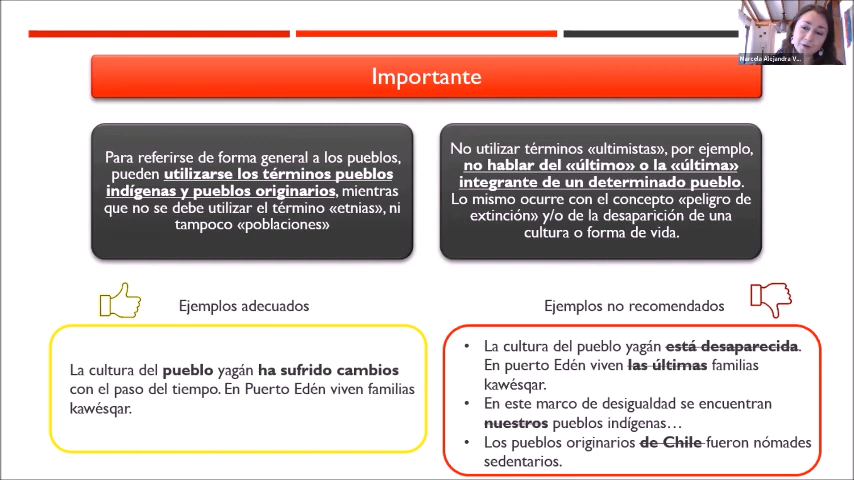 Importante
Marcela Alejandra V...
Para referirse de forma general a los pueblos,
pueden utilizarse los términos pueblos
indígenas y pueblos originarios, mientras
que no se debe utilizar el término «etnias», ni
tampoco «poblaciones»
No utilizar términos «ultimistas», por ejemplo,
no hablar del «último» o la «última»
integrante de un determinado pueblo.
Lo mismo ocurre con el concepto «peligro de
extinción» y/o de la desaparición de una
cultura o forma de vida.
Ejemplos adecuados
La cultura del pueblo yagán ha sufrido cambios
con el paso del tiempo. En Puerto Edén viven familias
kawésqar.
Ejemplos no recomendados
• La cultura del pueblo yagán está desaparecida.
En puerto Edén viven las últimas familias
kawésqar.
• En este marco de desigualdad se encuentran
nuestros pueblos indígenas…
• Los pueblos originarios de Chile fueron nómades
sedentarios.